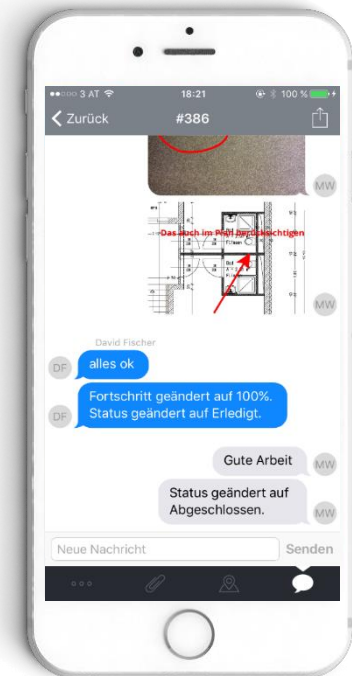 3 AT 18:21 100 %
Zurück #386
MW
Das auch im Plan berücksichtigen
MW
David Fischer
DF alles ok
DF Fortschritt geändert auf 100%.
Status geändert auf Erledigt.
Gute Arbeit MW
Status geändert auf
Abgeschlossen. MW
Neue Nachricht Senden